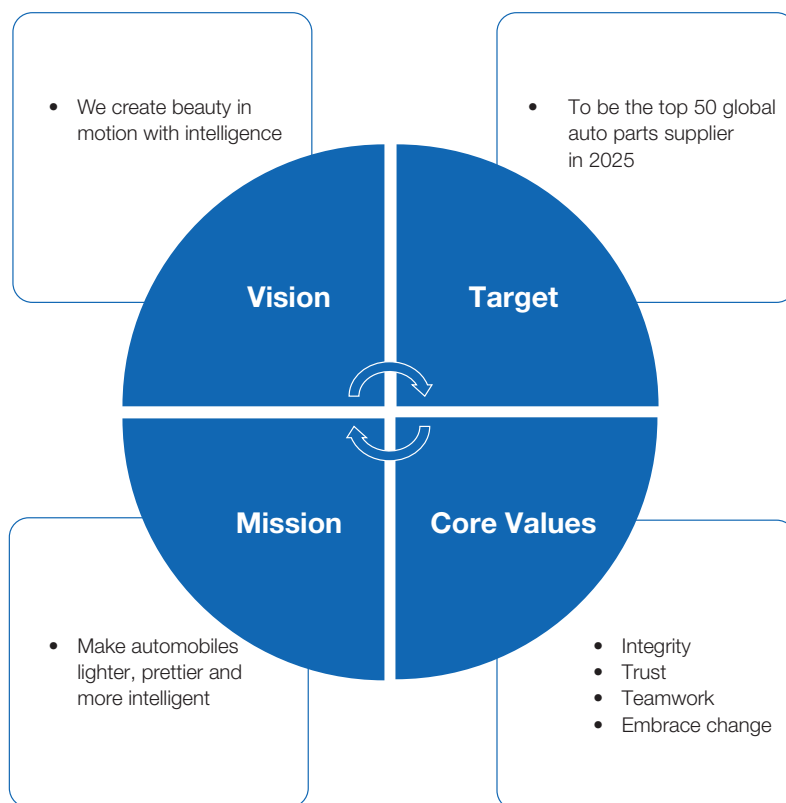 • We create beauty in
motion with intelligence
• To be the top 50 global
auto parts supplier
in 2025
Vision
Target
Mission
Core Values
• Make automobiles
lighter, prettier and
more intelligent
• Integrity
• Trust
• Teamwork
• Embrace change